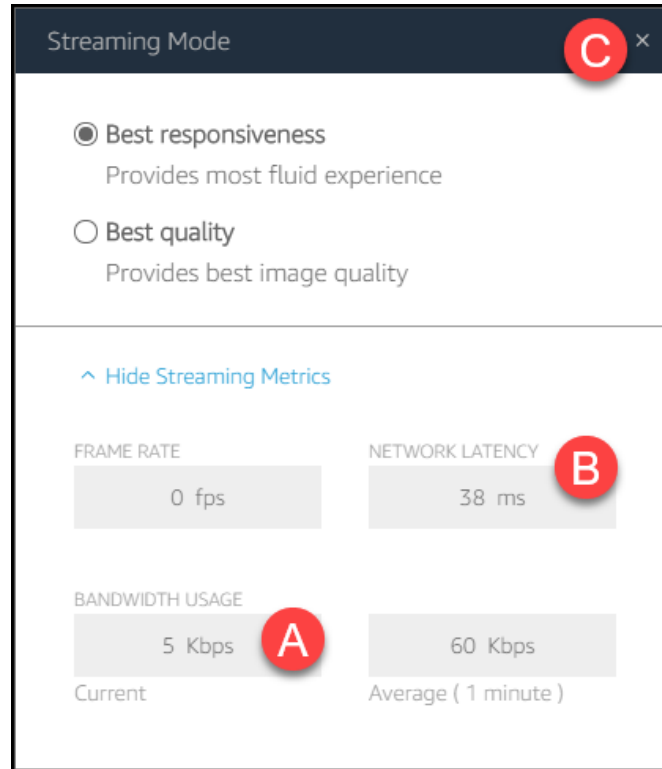 Streaming Mode C ×
Best responsiveness
Provides most fluid experience
Best quality
Provides best image quality
Hide Streaming Metrics
FRAME RATE
0 fps
NETWORK LATENCY
B
38 ms
BANDWIDTH USAGE
5 Kbps A
Current
60 Kbps
Average ( 1 minute )